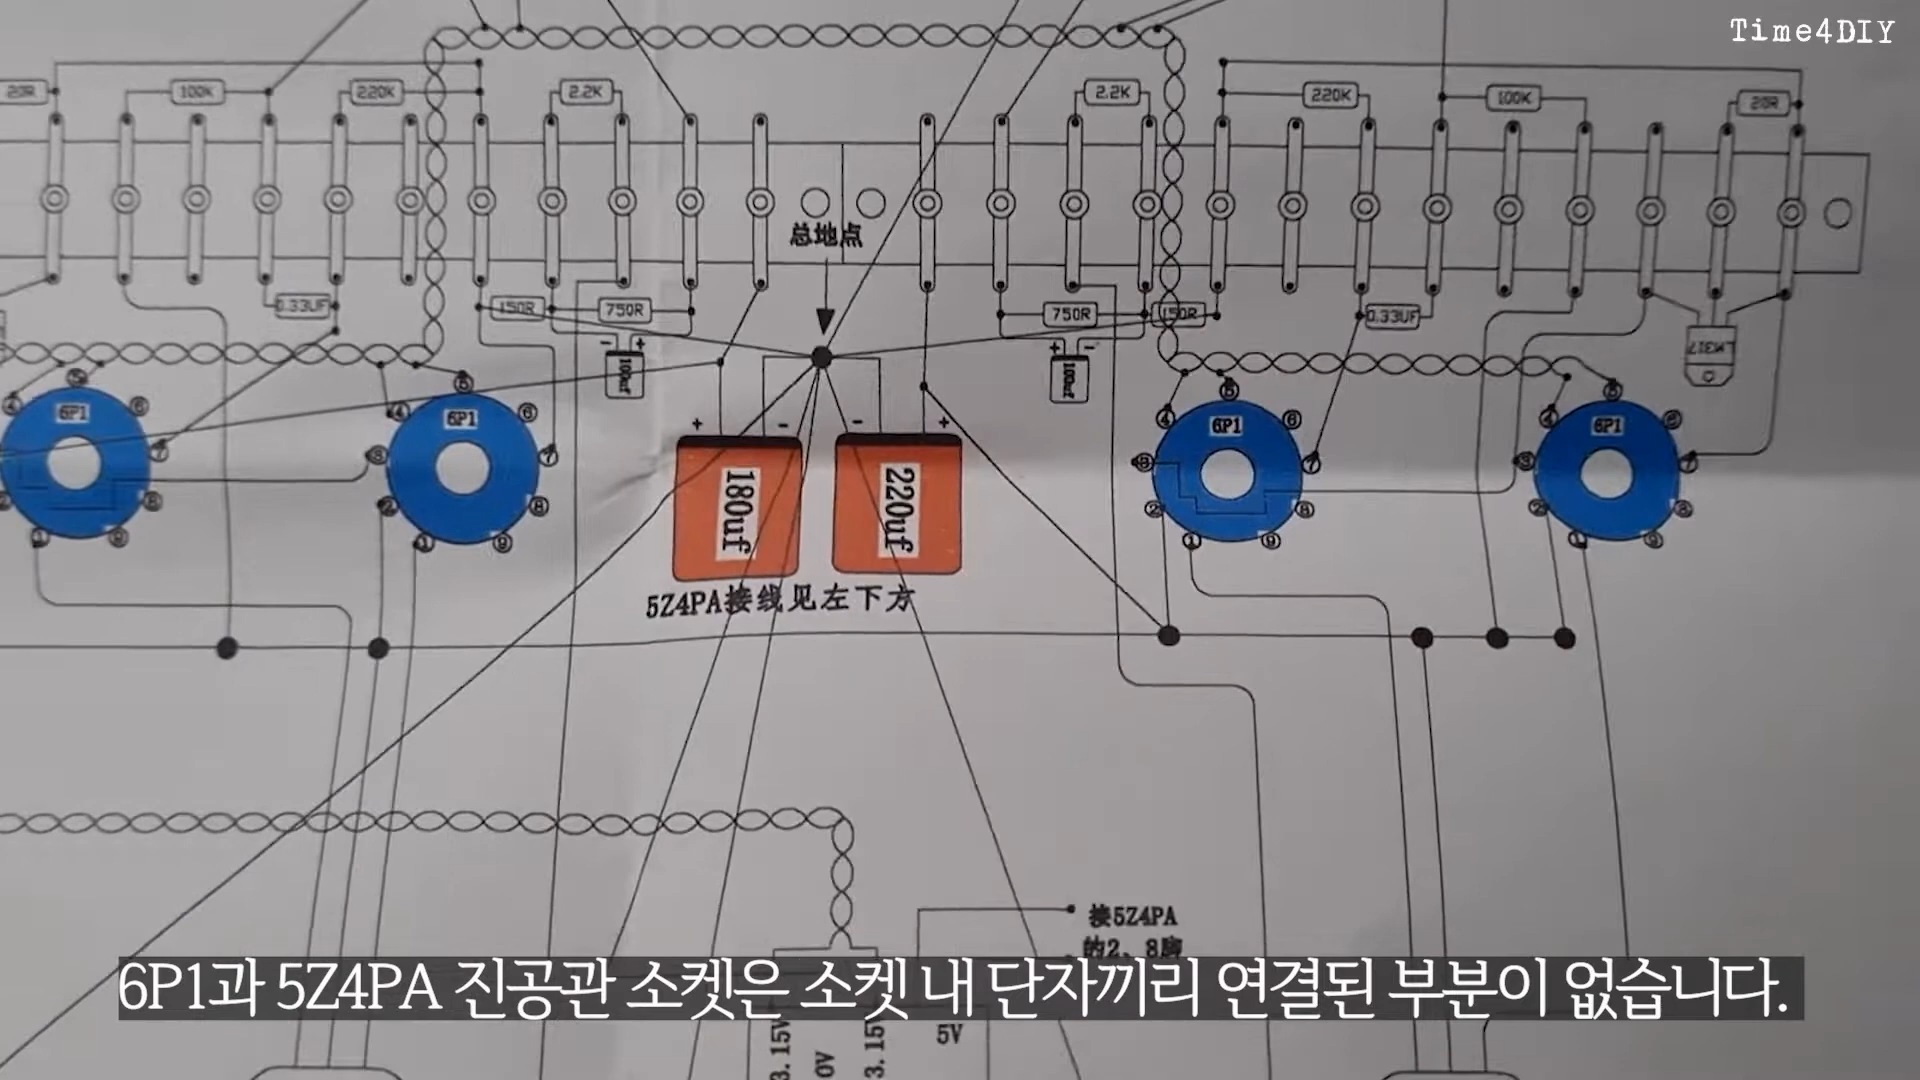 Time4DIY
20R
100K
220K
2.2K
2.2K
220K
100K
20R
总地点
0.33UF
150R
750R
750R
150R
0.33UF
- +
100uf
+ -
100uf
LM317
6P1
6P1
6P1
6P1
+ -
180uf
- +
220uf
5Z4PA接线见左下方
接5Z4PA
的2、8脚
6P1과 5Z4PA 진공관 소켓은 소켓 내 단자끼리 연결된 부분이 없습니다.
3.15V
0V
3.15V
5V